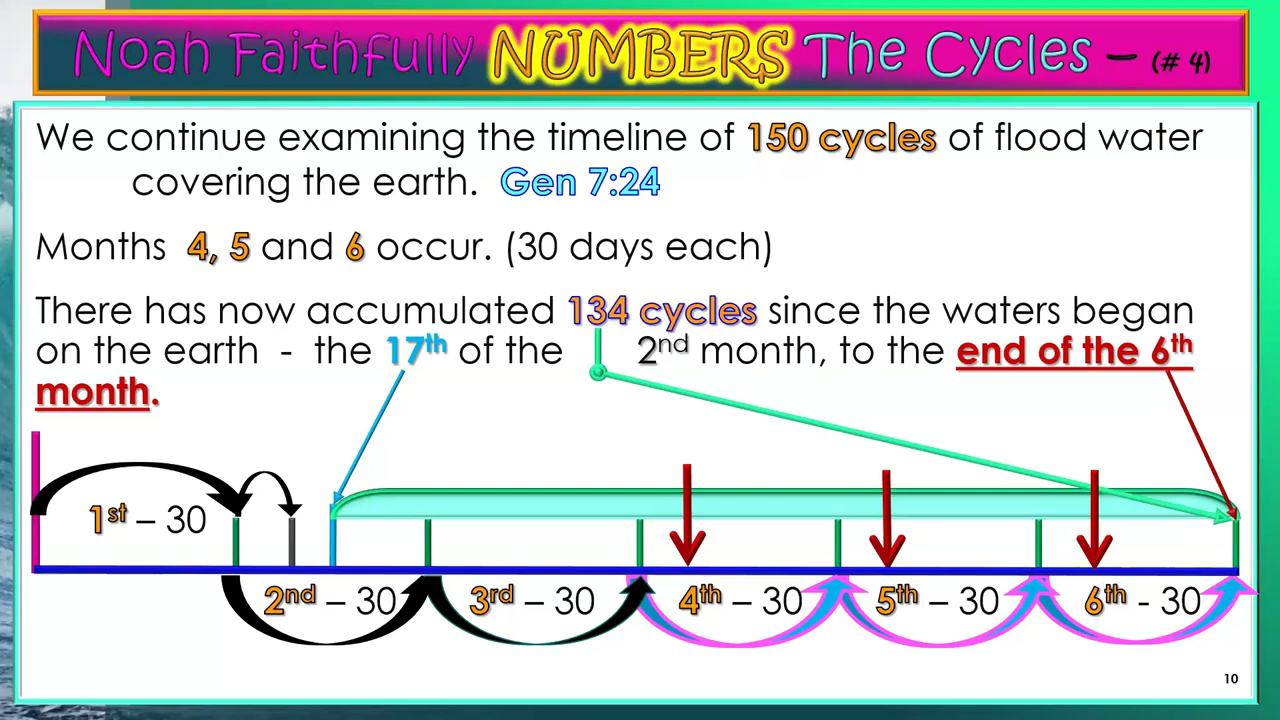 Noah Faithfully NUMBERS The Cycles – (# 4)
We continue examining the timeline of 150 cycles of flood water
covering the earth. Gen 7:24
Months 4, 5 and 6 occur. (30 days each)
There has now accumulated 134 cycles since the waters began
on the earth - the 17th of the 2nd month, to the end of the 6th
month.
1st – 30
2nd – 30 3rd – 30 4th – 30 5th – 30 6th - 30
10